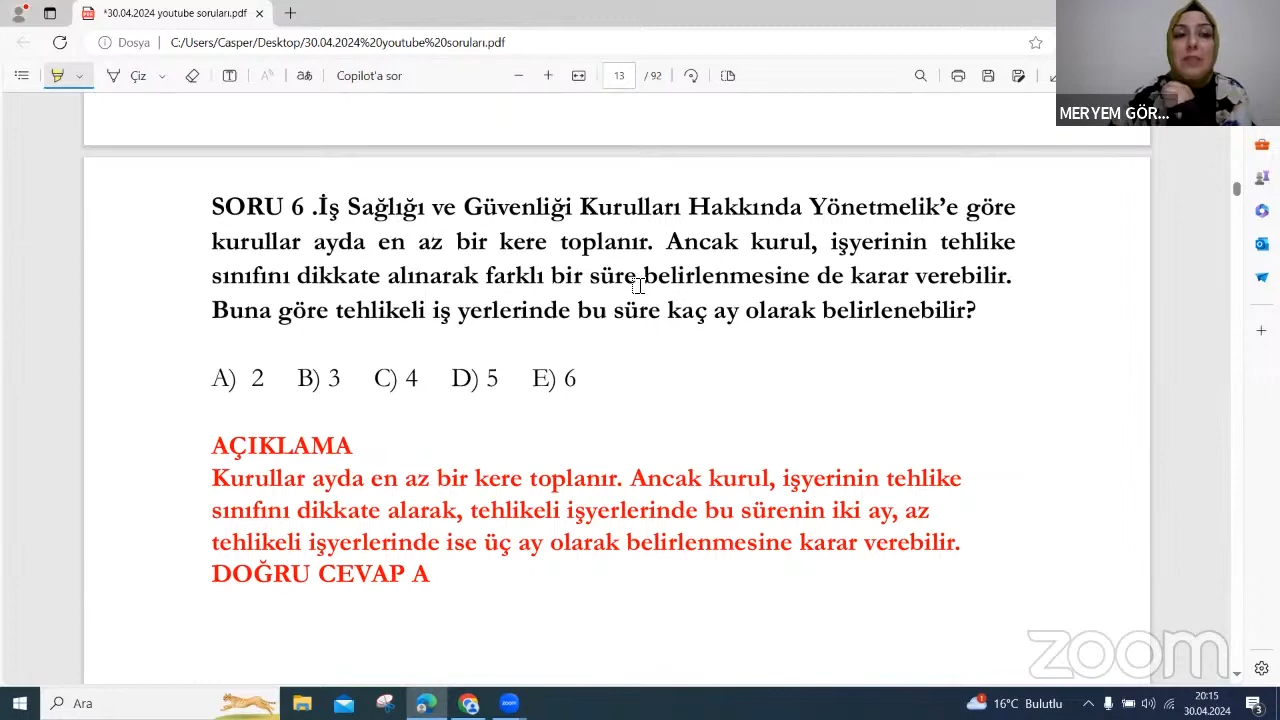 *30.04.2024 youtube soruları.pdf
Dosya C:/Users/Casper/Desktop/30.04.2024%20youtube%20soruları.pdf
Çiz
Copilot'a sor
13 / 92
MERYEM GÖR...
SORU 6 .İş Sağlığı ve Güvenliği Kurulları Hakkında Yönetmelik’e göre
kurullar ayda en az bir kere toplanır. Ancak kurul, işyerinin tehlike
sınıfını dikkate alınarak farklı bir süre belirlenmesine de karar verebilir.
Buna göre tehlikeli iş yerlerinde bu süre kaç ay olarak belirlenebilir?
A) 2 B) 3 C) 4 D) 5 E) 6
AÇIKLAMA
Kurullar ayda en az bir kere toplanır. Ancak kurul, işyerinin tehlike
sınıfını dikkate alarak, tehlikeli işyerlerinde bu sürenin iki ay, az
tehlikeli işyerlerinde ise üç ay olarak belirlenmesine karar verebilir.
DOĞRU CEVAP A
zoom
Ara
zoom
1
16°C Bulutlu
20:15
30.04.2024
3